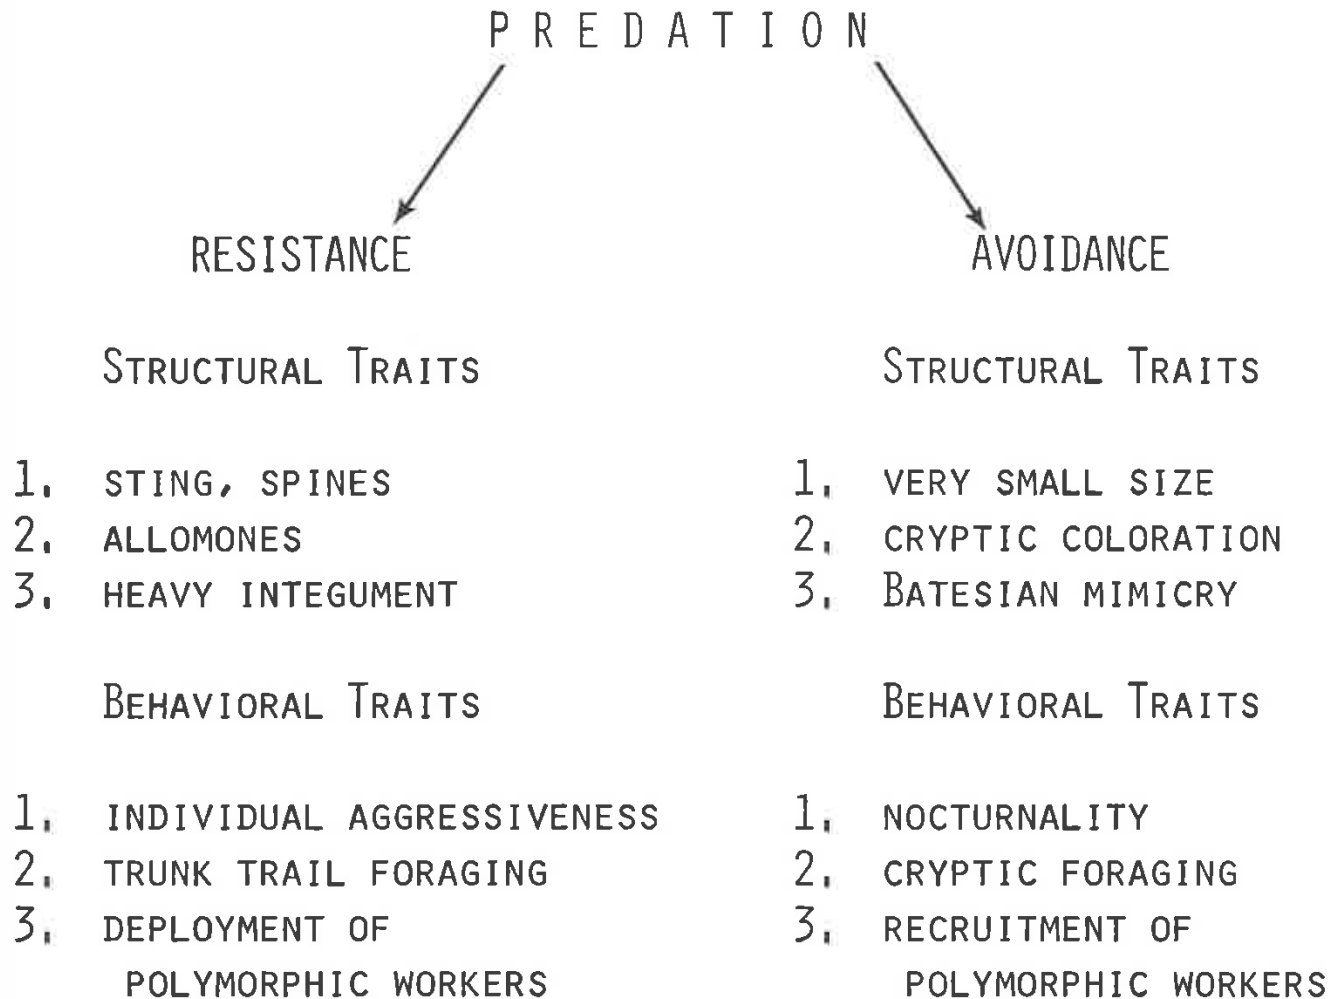 PREDATION
RESISTANCE
STRUCTURAL TRAITS
1. STING, SPINES
2. ALLOMONES
3. HEAVY INTEGUMENT
BEHAVIORAL TRAITS
1. INDIVIDUAL AGGRESSIVENESS
2. TRUNK TRAIL FORAGING
3. DEPLOYMENT OF
POLYMORPHIC WORKERS
AVOIDANCE
STRUCTURAL TRAITS
1. VERY SMALL SIZE
2. CRYPTIC COLORATION
3. BATESIAN MIMICRY
BEHAVIORAL TRAITS
1. NOCTURNALITY
2. CRYPTIC FORAGING
3. RECRUITMENT OF
POLYMORPHIC WORKERS